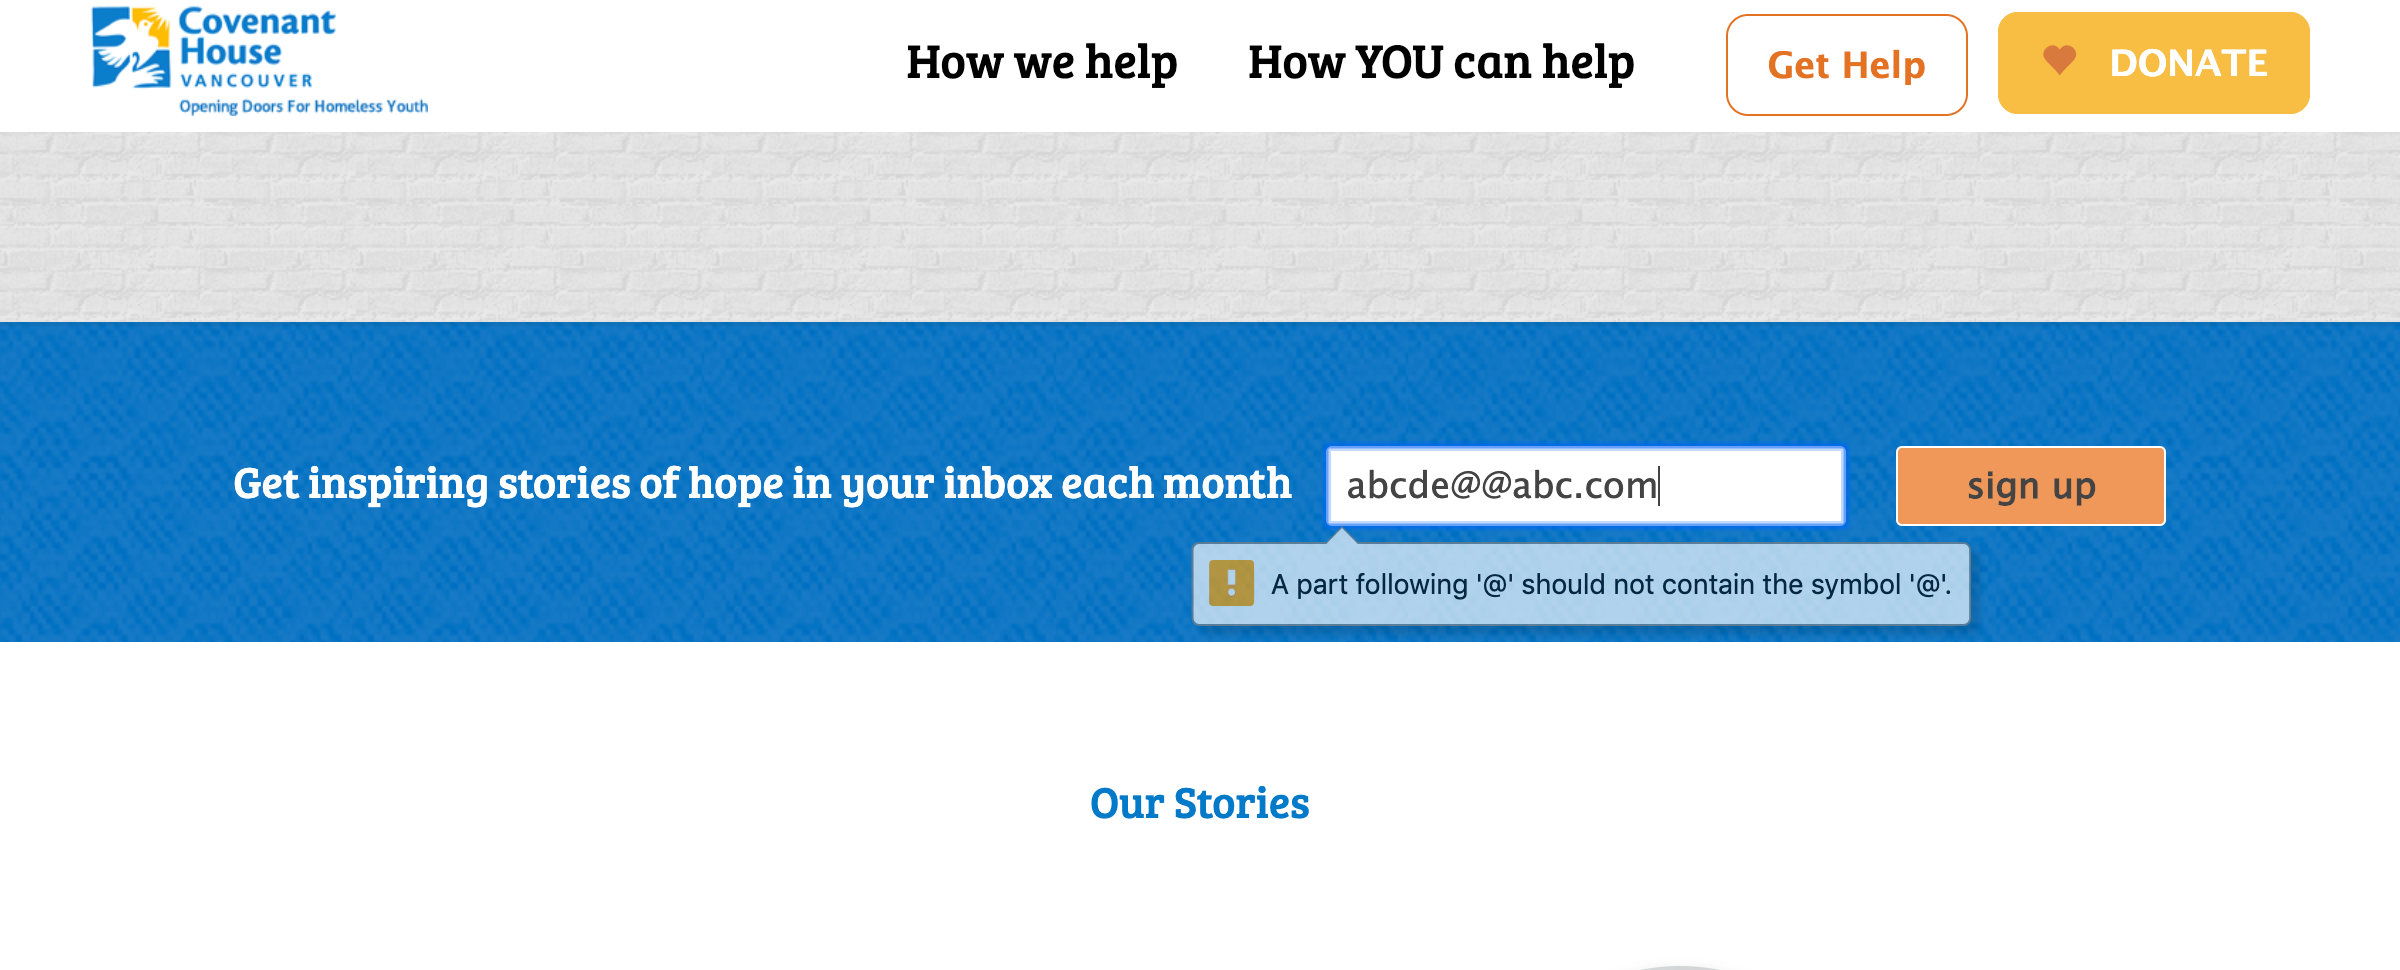 Covenant
House
VANCOUVER
Opening Doors For Homeless Youth
How we help
How YOU can help
Get Help
DONATE
Get inspiring stories of hope in your inbox each month
abcde@@abc.com
sign up
A part following '@' should not contain the symbol '@'.
Our Stories